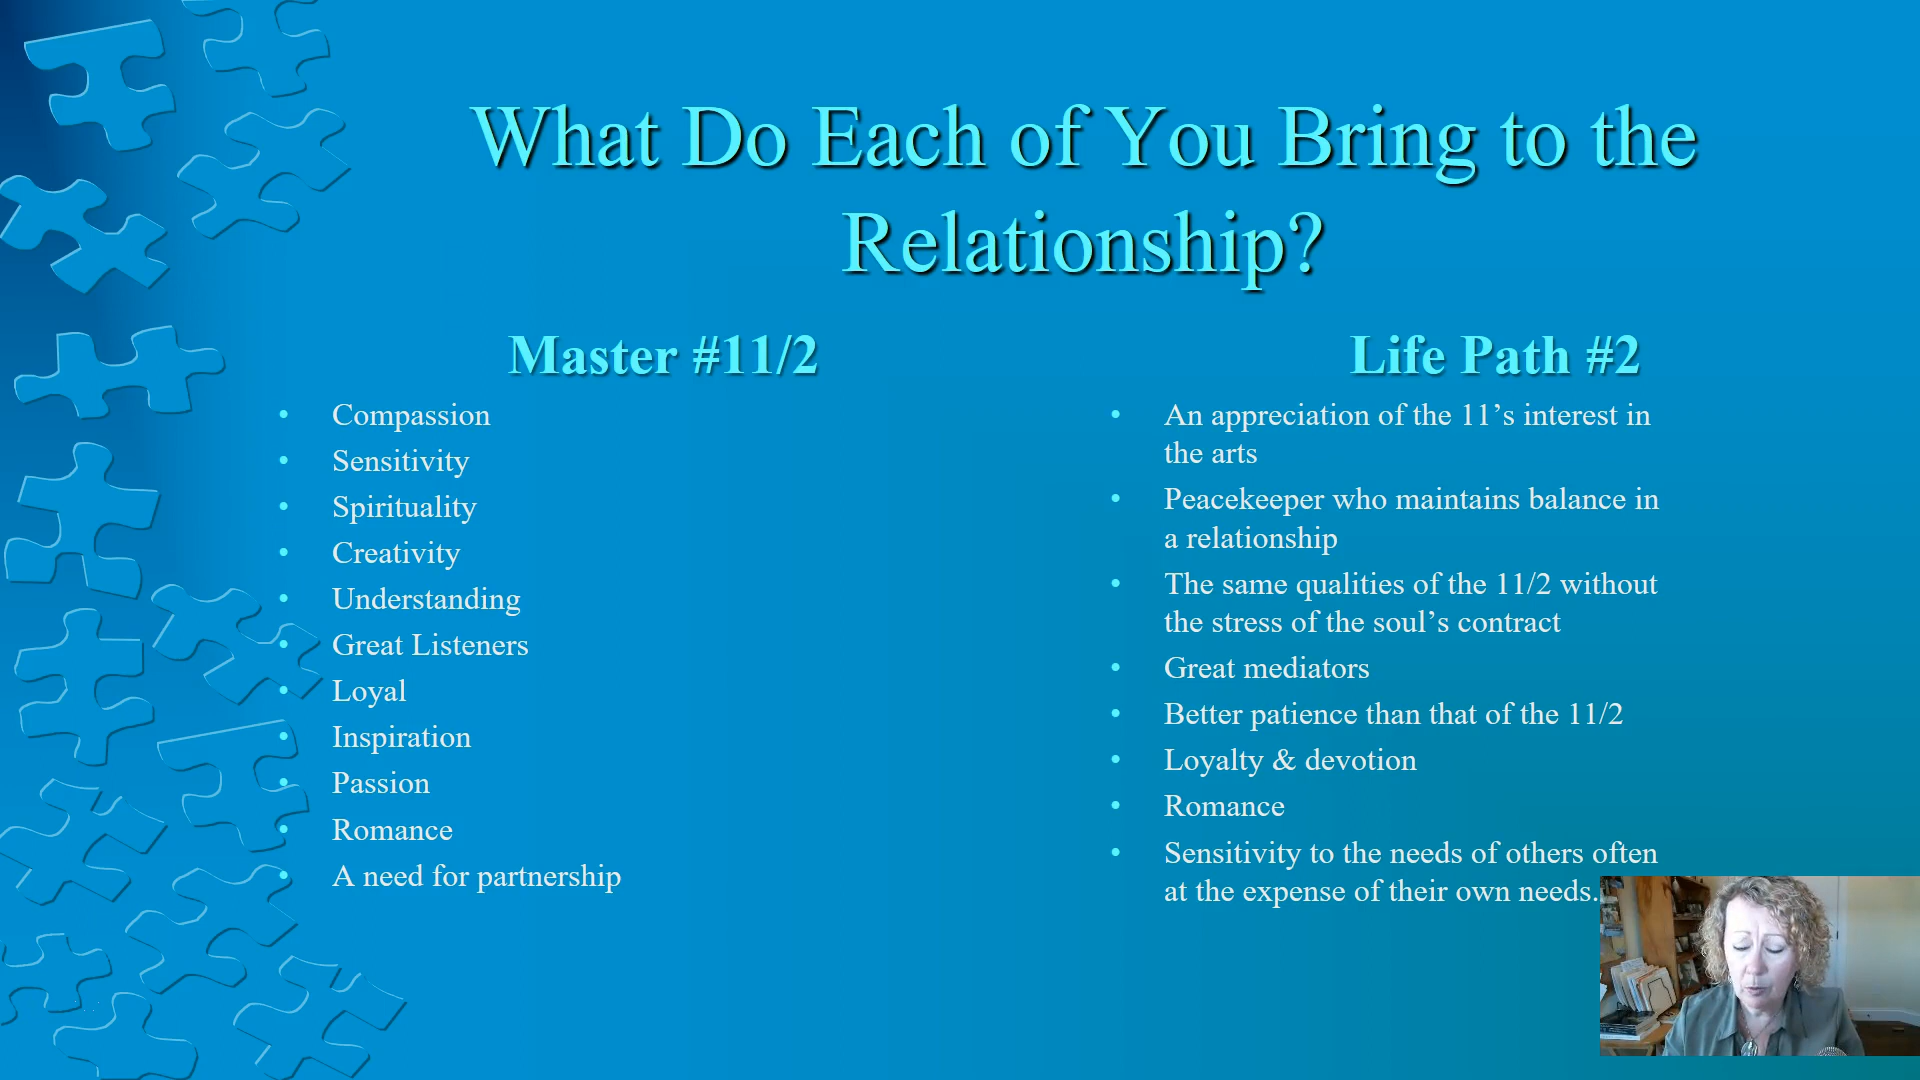 What Do Each of You Bring to the
Relationship?
Master #11/2
• Compassion
• Sensitivity
• Spirituality
• Creativity
• Understanding
• Great Listeners
• Loyal
• Inspiration
• Passion
• Romance
• A need for partnership
Life Path #2
• An appreciation of the 11’s interest in
the arts
• Peacekeeper who maintains balance in
a relationship
• The same qualities of the 11/2 without
the stress of the soul’s contract
• Great mediators
• Better patience than that of the 11/2
• Loyalty & devotion
• Romance
• Sensitivity to the needs of others often
at the expense of their own needs.